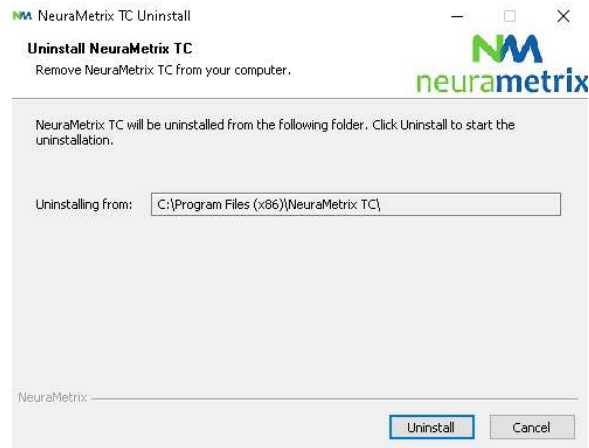 NM NeuraMetrix TC Uninstall
Uninstall NeuraMetrix TC
Remove NeuraMetrix TC from your computer.
NM
neurametrix
NeuraMetrix TC will be uninstalled from the following folder. Click Uninstall to start the
uninstallation.
Uninstalling from: C:\Program Files (x86)\NeuraMetrix TC\
NeuraMetrix
Uninstall Cancel